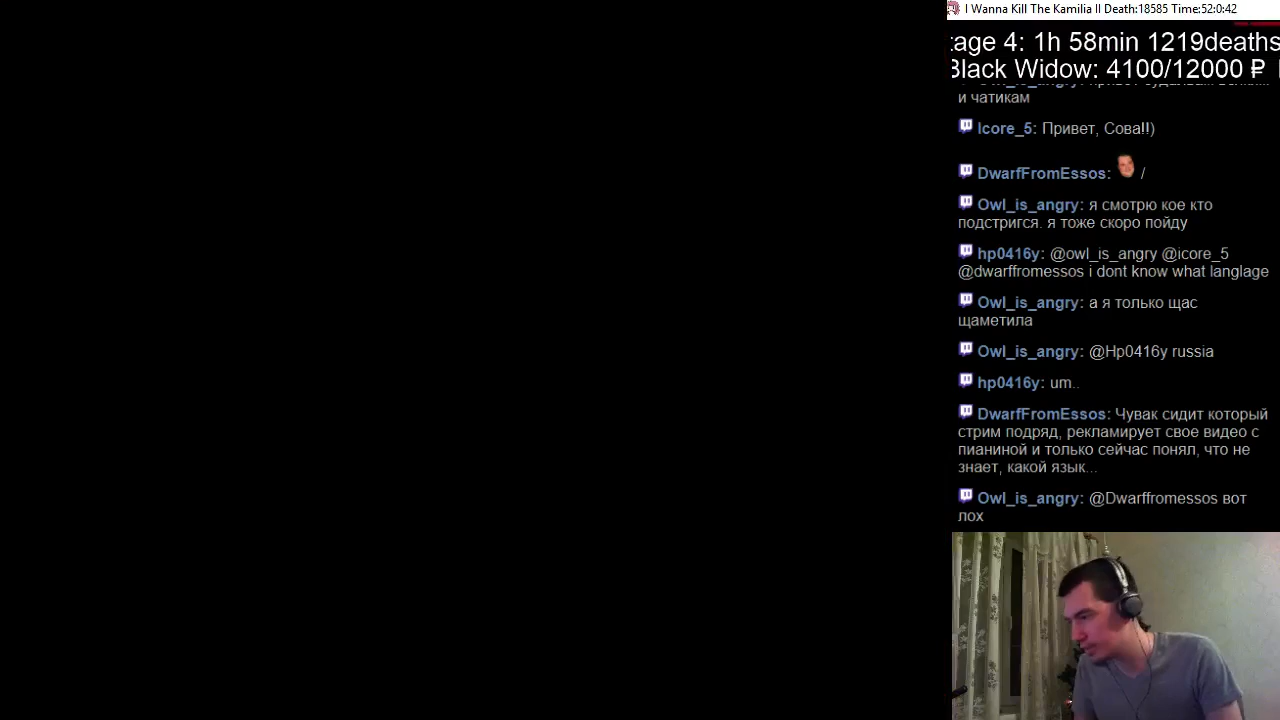 I Wanna Kill The Kamilia II Death:18585 Time:52:0:42
tage 4: 1h 58min 1219deaths
Black Widow: 4100/12000 ₽
и чатикам
Icore_5: Привет, Сова!!)
DwarfFromEssos: /
Owl_is_angry: я смотрю кое кто
подстригся. я тоже скоро пойду
hp0416y: @owl_is_angry @icore_5
@dwarffromessos i dont know what langlage
Owl_is_angry: а я только щас
щаметила
Owl_is_angry: @Hp0416y russia
hp0416y: um..
DwarfFromEssos: Чувак сидит который
стрим подряд, рекламирует свое видео с
пианиной и только сейчас понял, что не
знает, какой язык...
Owl_is_angry: @Dwarffromessos вот
лох